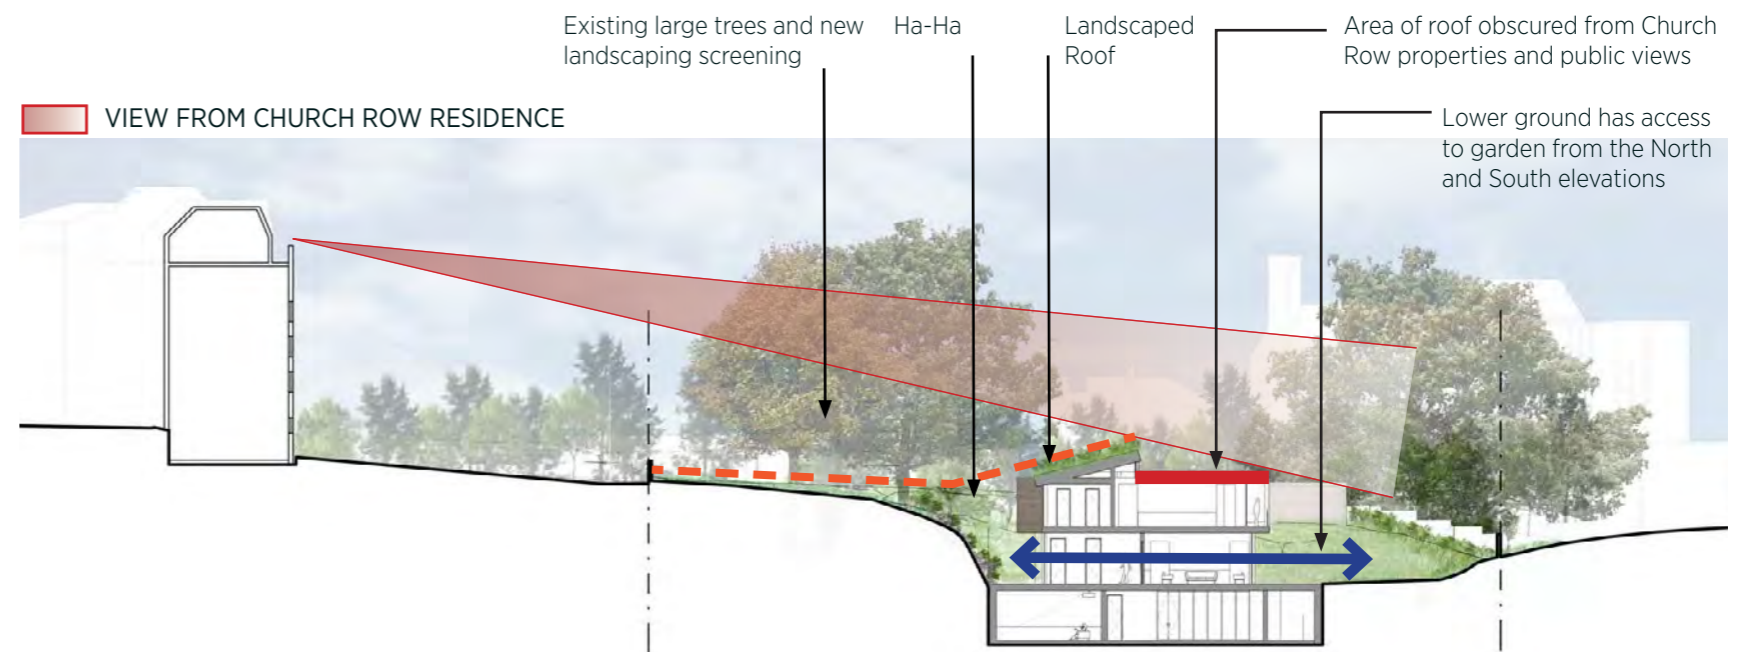 Existing large trees and new
landscaping screening
Ha-Ha
Landscaped
Roof
Area of roof obscured from Church
Row properties and public views
VIEW FROM CHURCH ROW RESIDENCE
Lower ground has access
to garden from the North
and South elevations